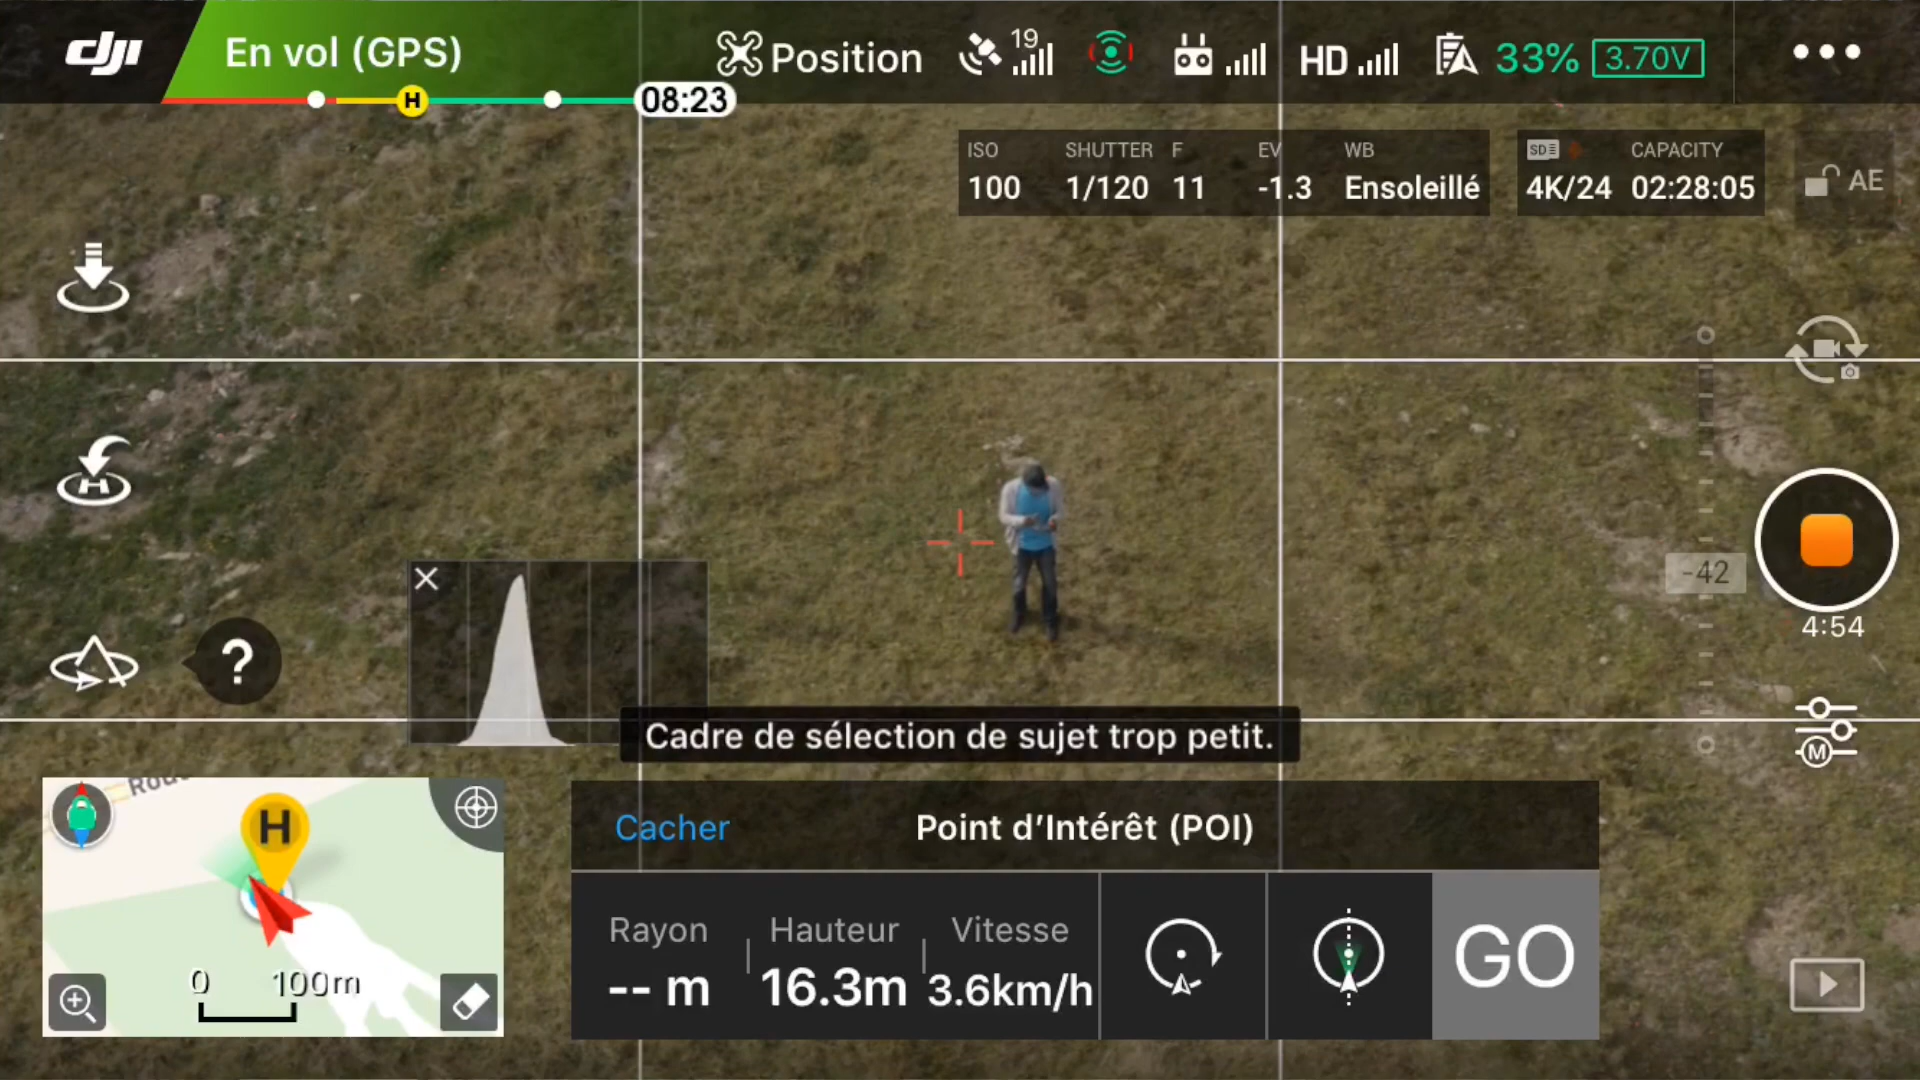 dji
En vol (GPS)
Position
19
HD
33%
3.70V
H
08:23
ISO
SHUTTER
F
EV
WB
100
1/120
11
-1.3
Ensoleillé
SD
CAPACITY
4K/24
02:28:05
AE
H
-42
4:54
?
M
Cadre de sélection de sujet trop petit.
H
0
100m
Cacher
Point d’Intérêt (POI)
Rayon
Hauteur
Vitesse
-- m
16.3m
3.6km/h
GO